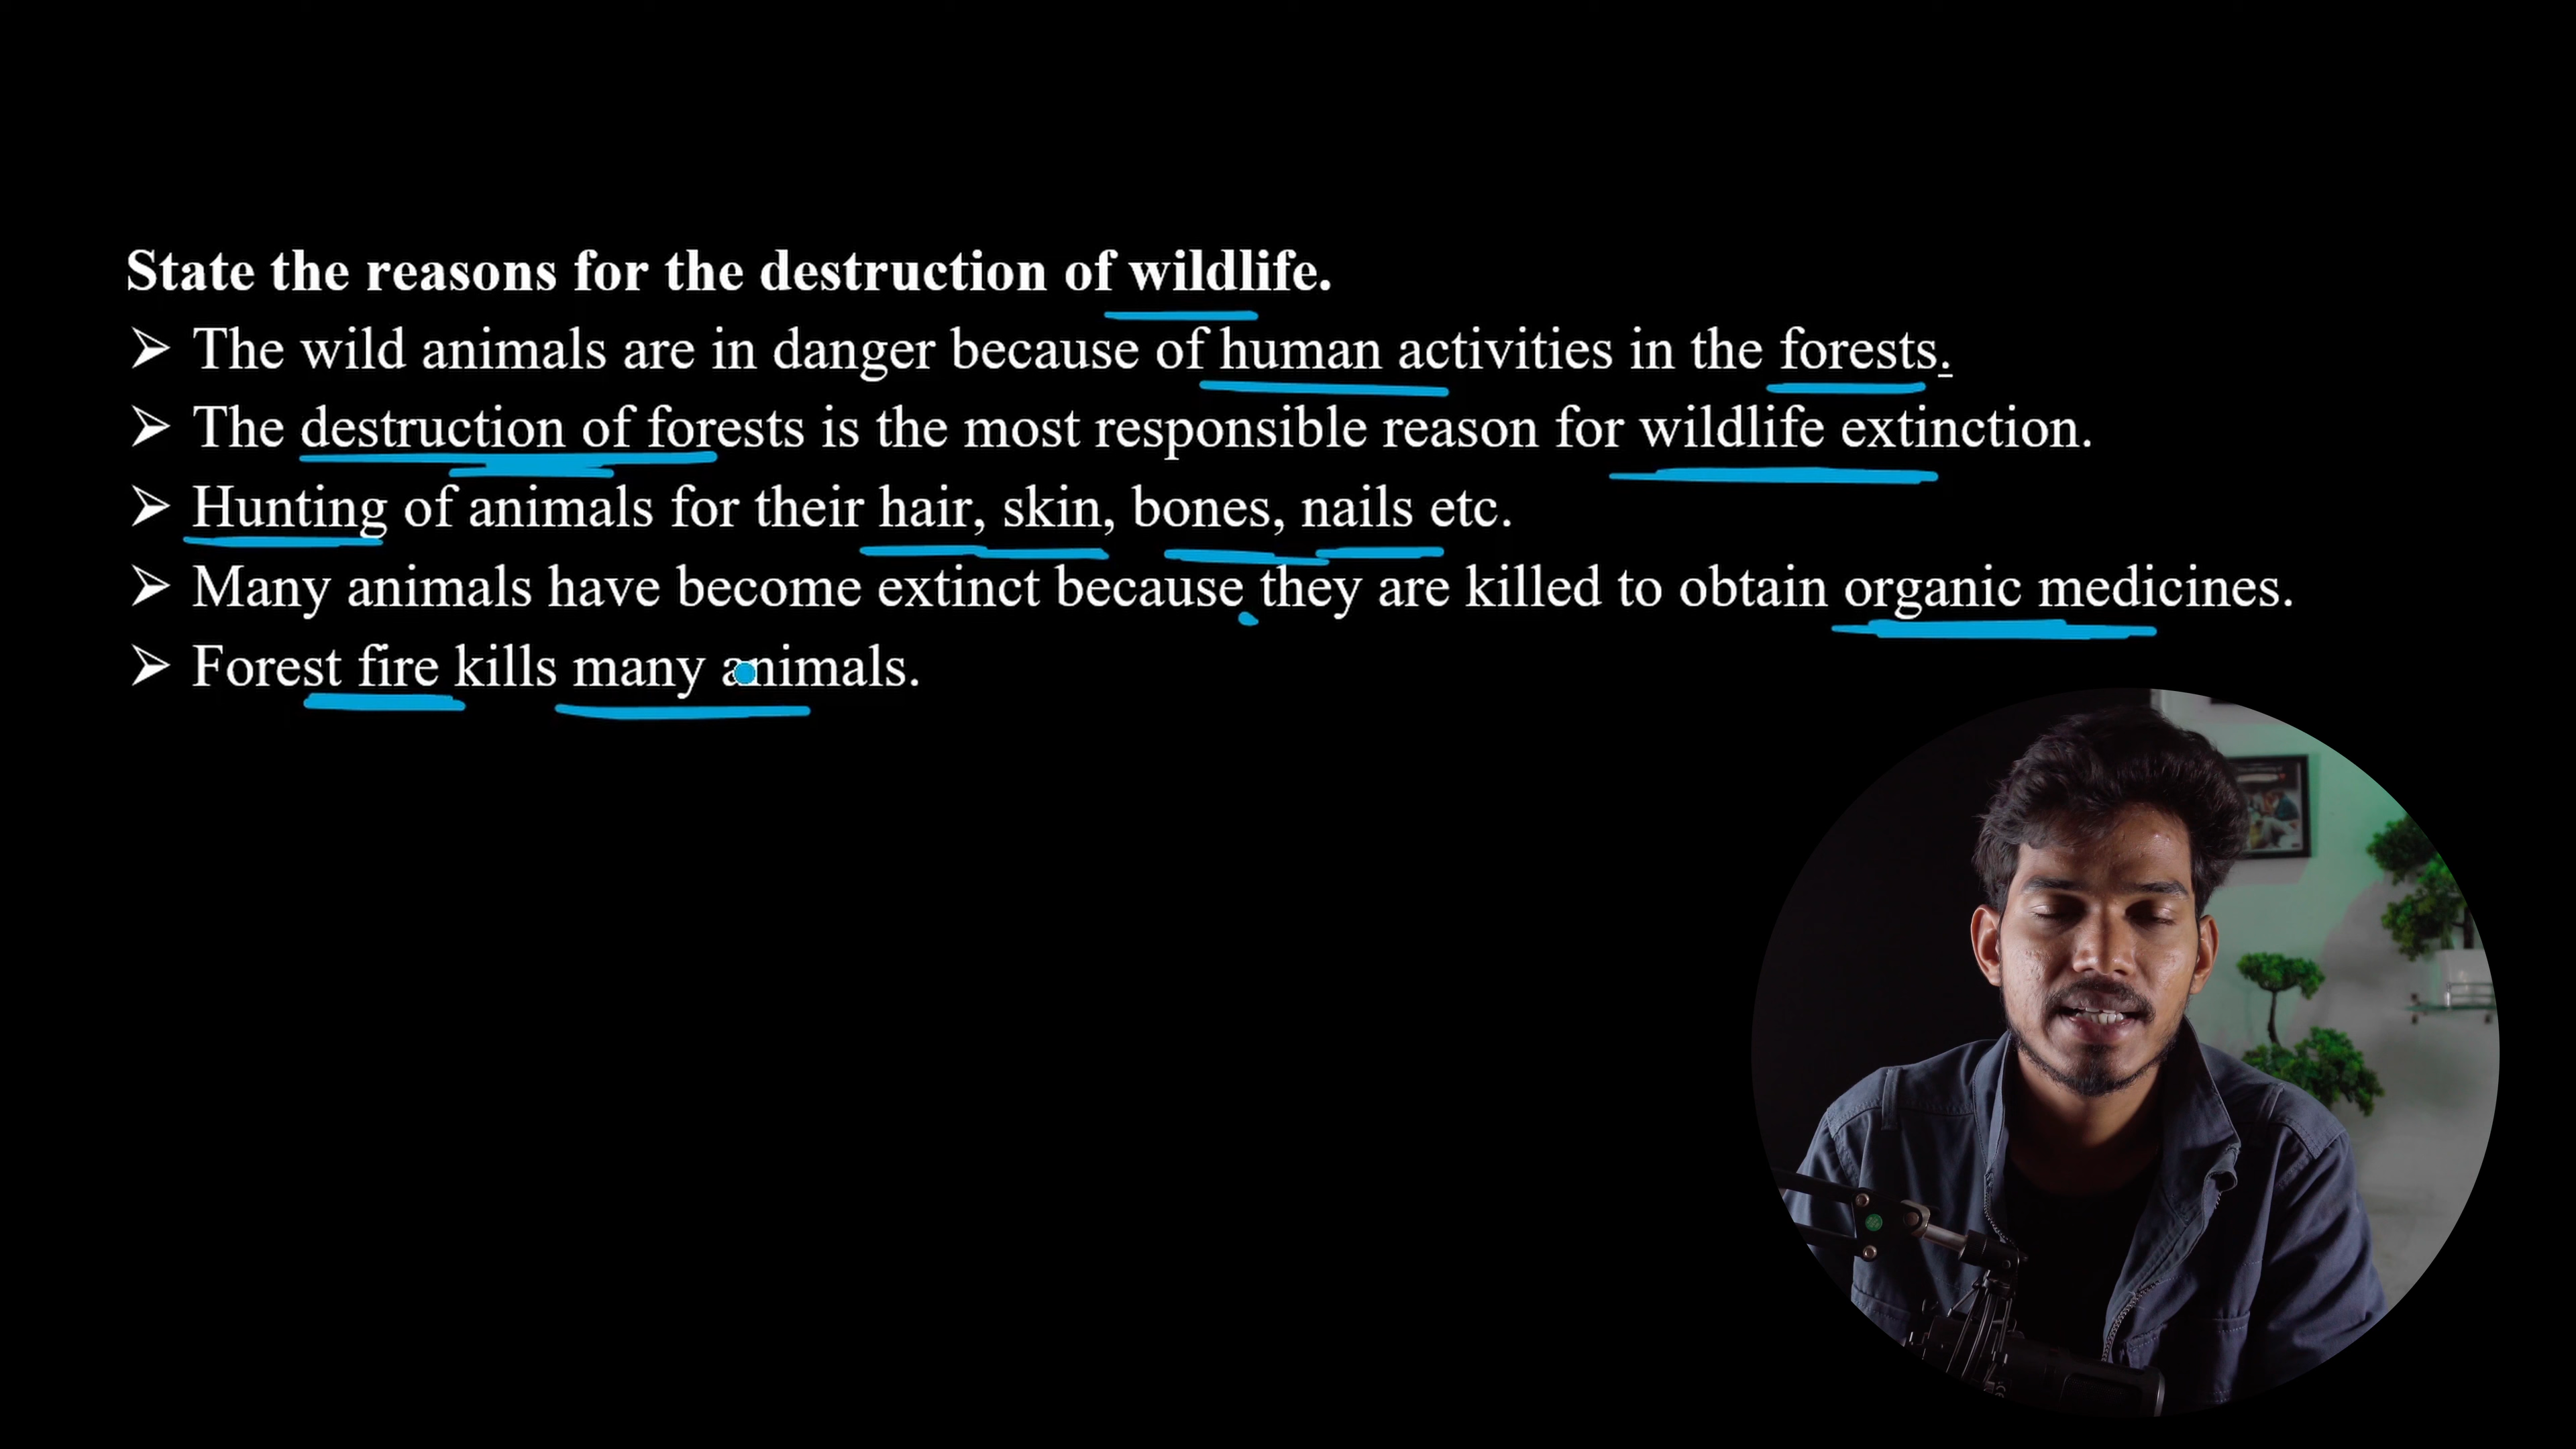 State the reasons for the destruction of wildlife.
➢ The wild animals are in danger because of human activities in the forests.
➢ The destruction of forests is the most responsible reason for wildlife extinction.
➢ Hunting of animals for their hair, skin, bones, nails etc.
➢ Many animals have become extinct because they are killed to obtain organic medicines.
➢ Forest fire kills many animals.